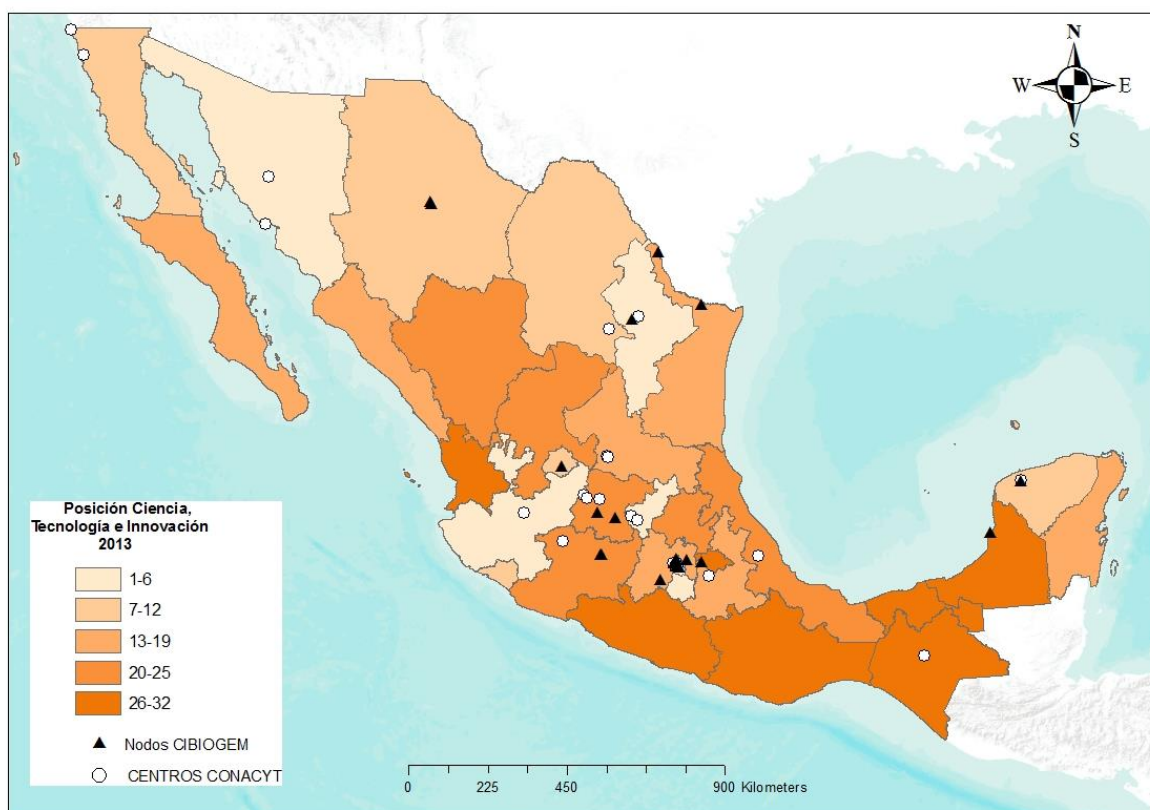 N
W E
S
Posición Ciencia,
Tecnología e Innovación
2013
1-6
7-12
13-19
20-25
26-32
Nodos CIBIOGEM
CENTROS CONACYT
0 225 450 900 Kilometers